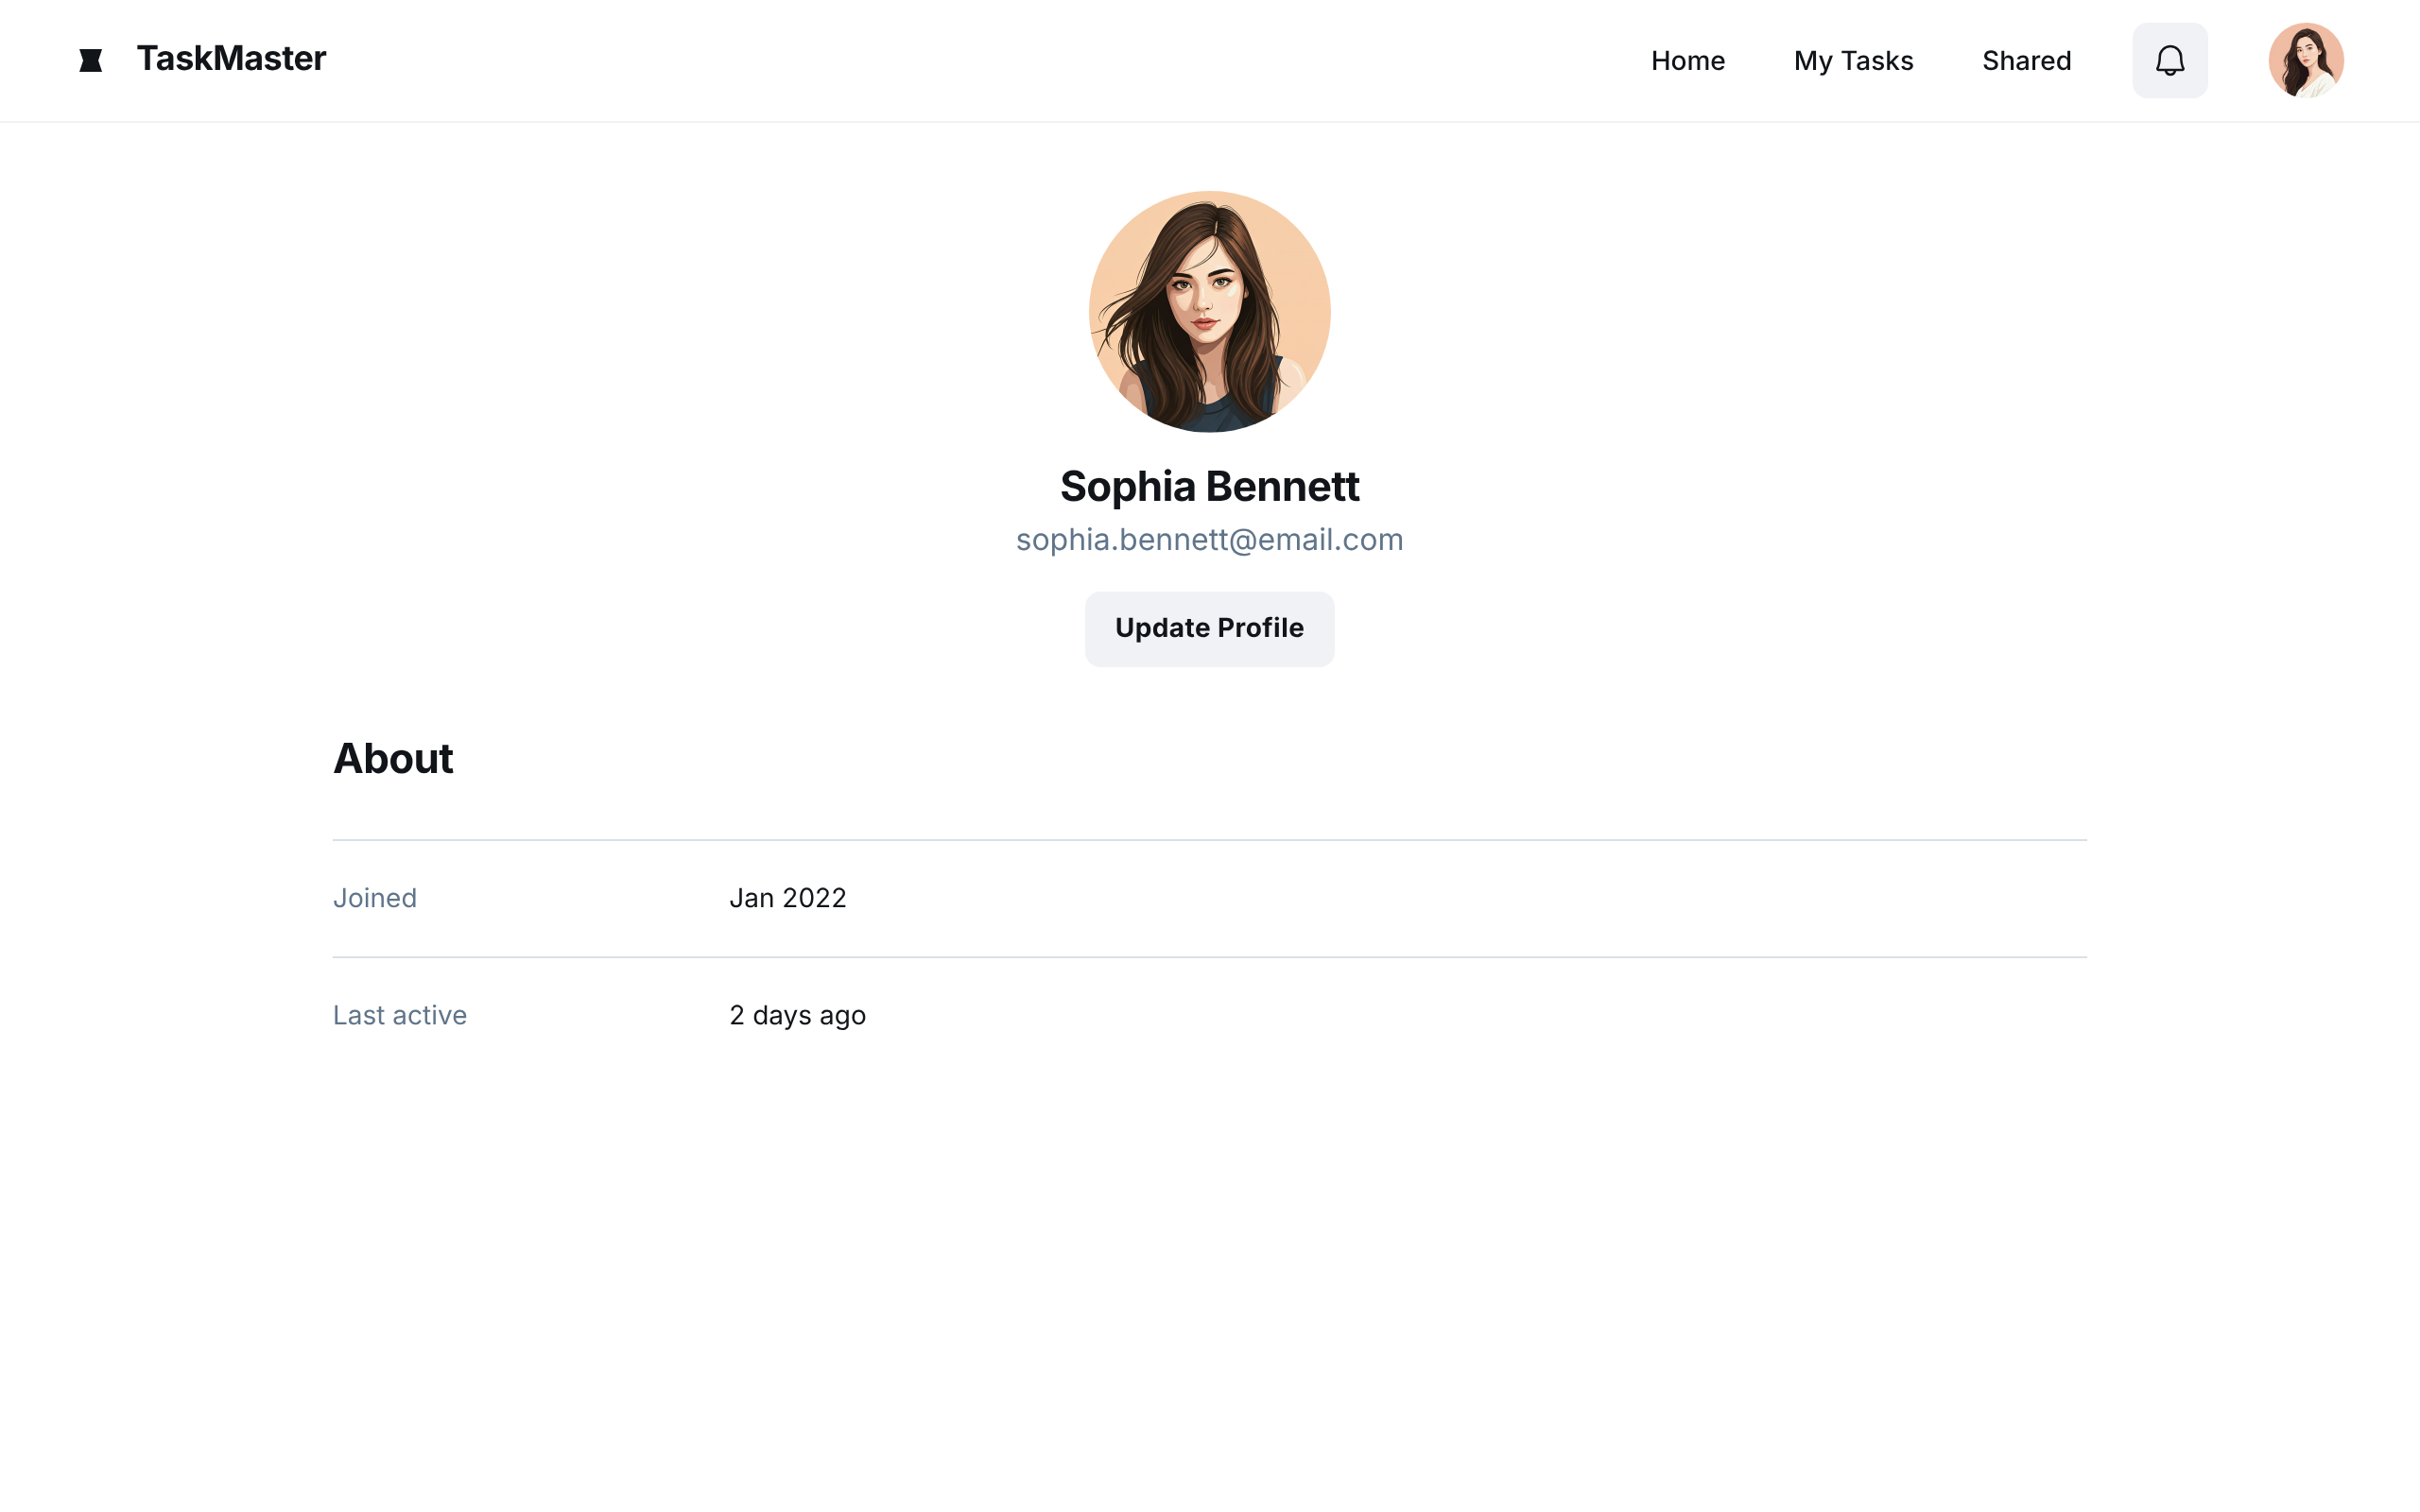 TaskMaster
Home
My Tasks
Shared
Sophia Bennett
sophia.bennett@email.com
Update Profile
About
Joined
Jan 2022
Last active
2 days ago